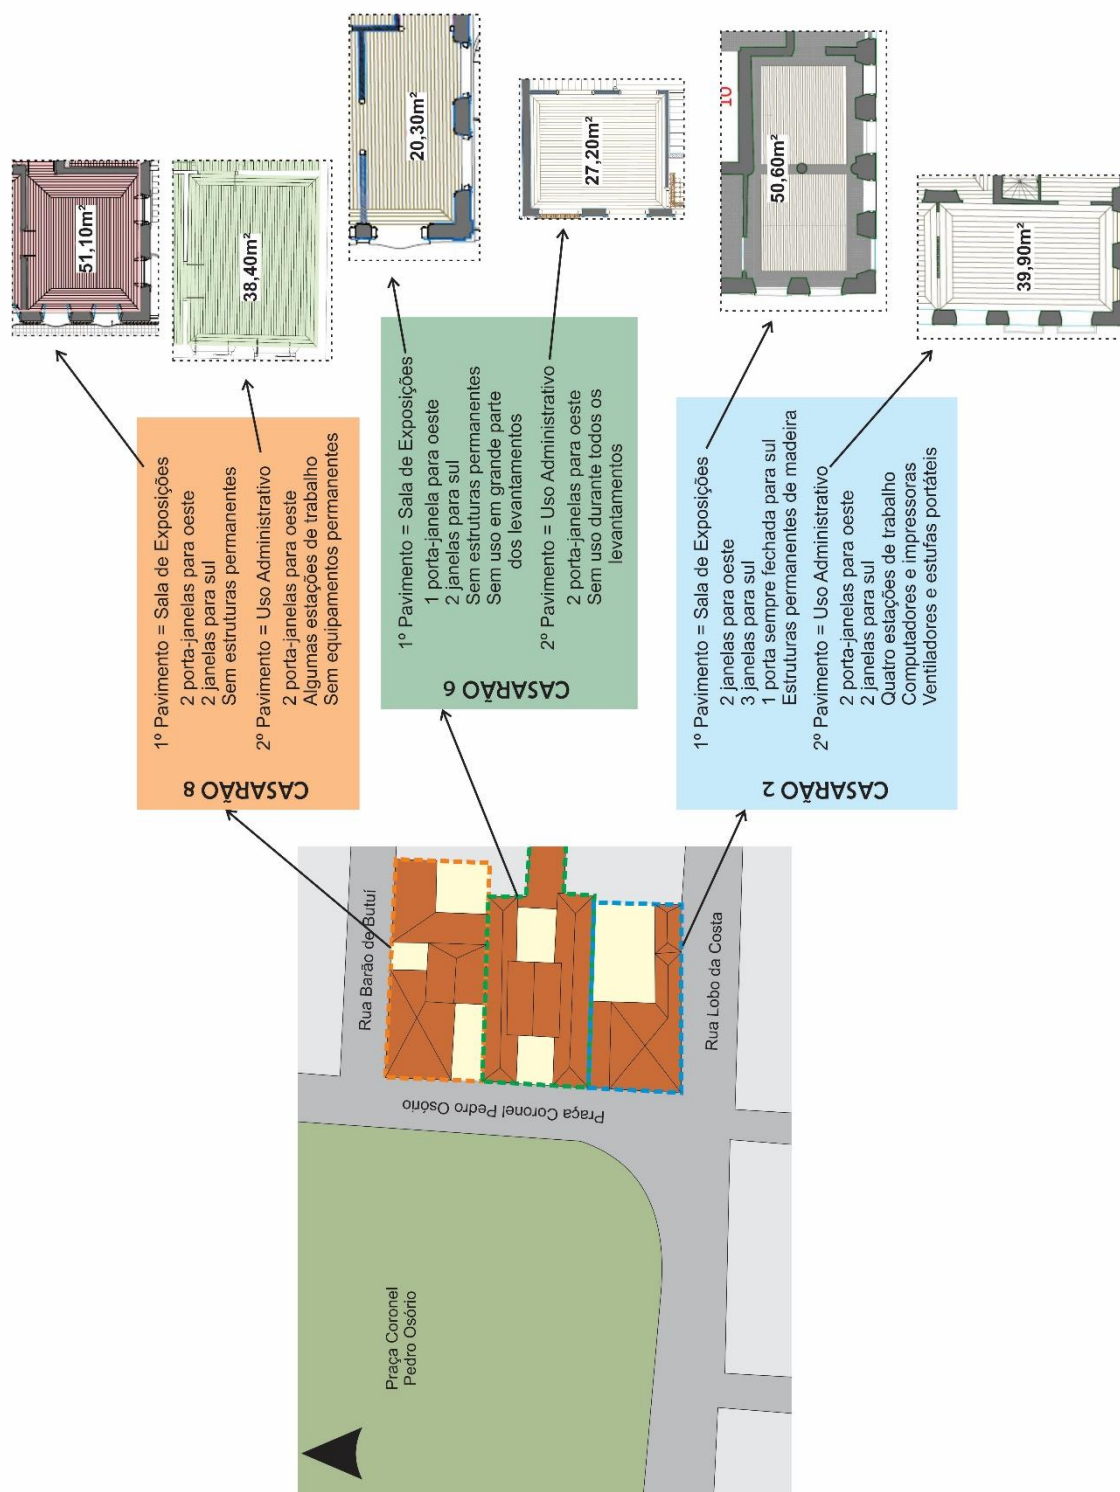 Praça Coronel
Pedro Osório
Praça Coronel Pedro Osório
Rua Barão de Butuí
Rua Lobo da Costa
CASARÃO 8
1º Pavimento = Sala de Exposições
2 porta-janelas para oeste
2 janelas para sul
Sem estruturas permanentes
2º Pavimento = Uso Administrativo
2 porta-janelas para oeste
Algumas estações de trabalho
Sem equipamentos permanentes
51,10m²
38,40m²
CASARÃO 6
1º Pavimento = Sala de Exposições
1 porta-janela para oeste
2 janelas para sul
Sem estruturas permanentes
Sem uso em grande parte
dos levantamentos
2º Pavimento = Uso Administrativo
2 porta-janelas para oeste
Sem uso durante todos os
levantamentos
20,30m²
27,20m²
CASARÃO 2
1º Pavimento = Sala de Exposições
2 janelas para oeste
3 janelas para sul
1 porta sempre fechada para sul
Estruturas permanentes de madeira
2º Pavimento = Uso Administrativo
2 porta-janelas para oeste
2 janelas para sul
Quatro estações de trabalho
Computadores e impressoras
Ventiladores e estufas portáteis
50,60m²
39,90m²